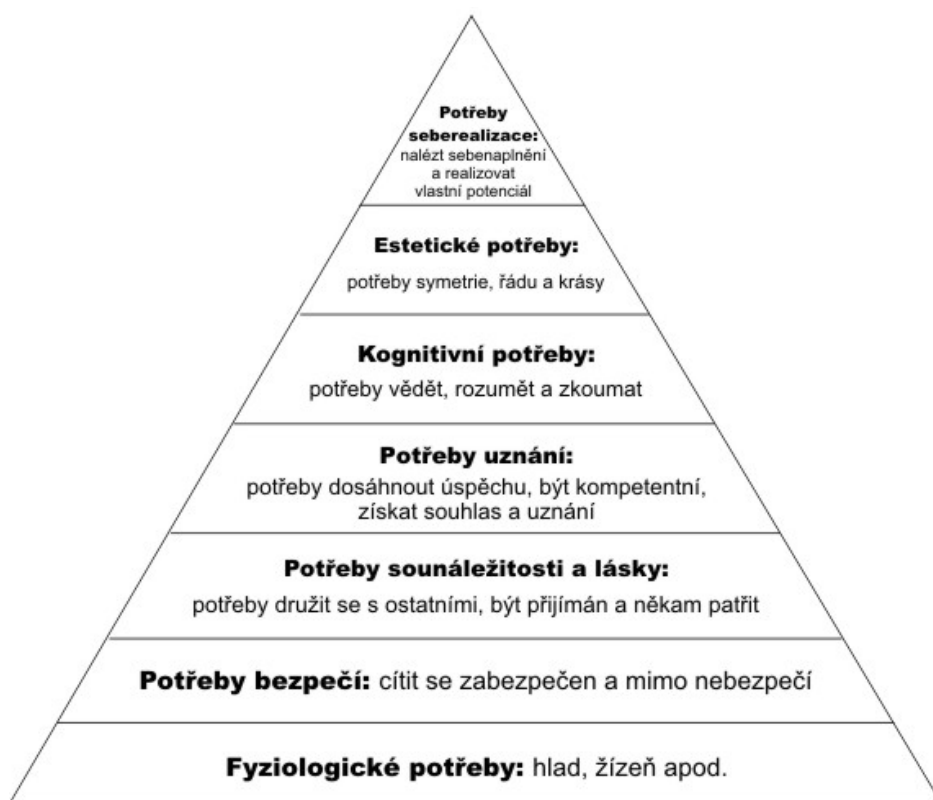 Potřeby
seberealizace:
nalézt sebenaplnění
a realizovat
vlastní potenciál
Estetické potřeby:
potřeby symetrie, řádu a krásy
Kognitivní potřeby:
potřeby vědět, rozumět a zkoumat
Potřeby uznání:
potřeby dosáhnout úspěchu, být kompetentní,
získat souhlas a uznání
Potřeby sounáležitosti a lásky:
potřeby družit se s ostatními, být přijímán a někam patřit
Potřeby bezpečí: cítit se zabezpečen a mimo nebezpečí
Fyziologické potřeby: hlad, žízeň apod.